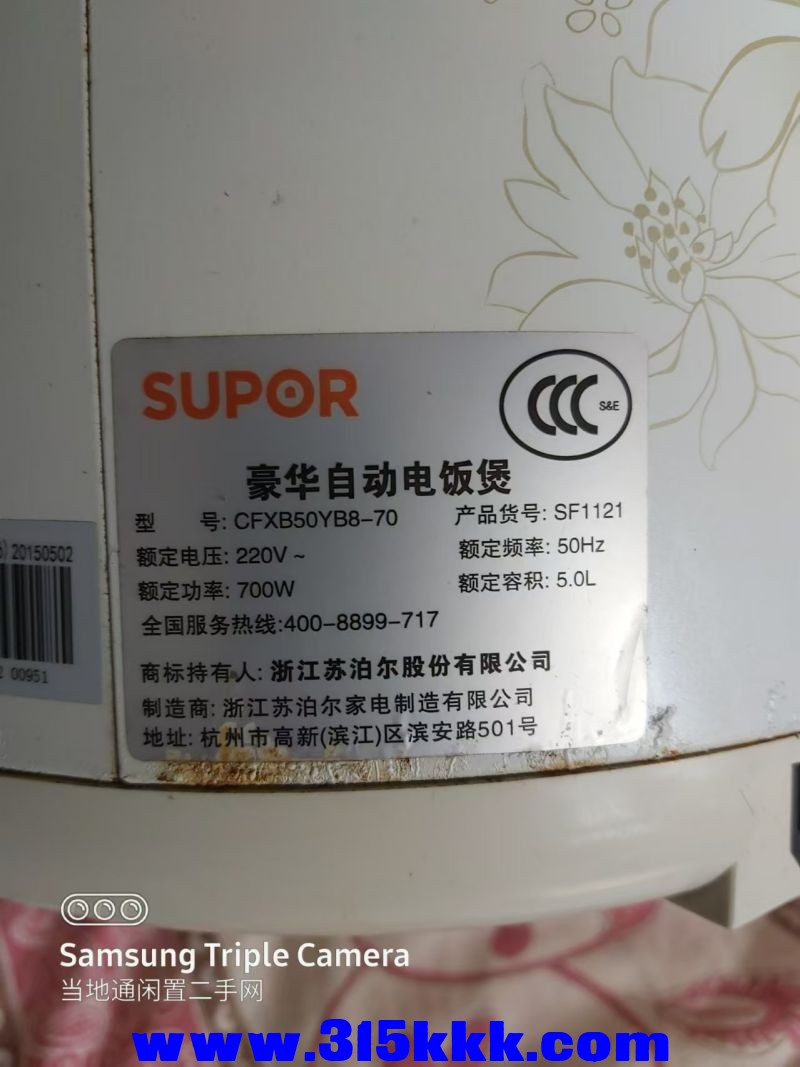 SUPOR
CCC S&E
豪华自动电饭煲
型 号: CFXB50YB8-70 产品货号: SF1121
额定电压: 220V ~ 额定频率: 50Hz
额定功率: 700W 额定容积: 5.0L
全国服务热线:400-8899-717
商标持有人: 浙江苏泊尔股份有限公司
制造商: 浙江苏泊尔家电制造有限公司
地址: 杭州市高新(滨江)区滨安路501号
20150502
00951
Samsung Triple Camera
当地通闲置二手网
www.315kkk.com